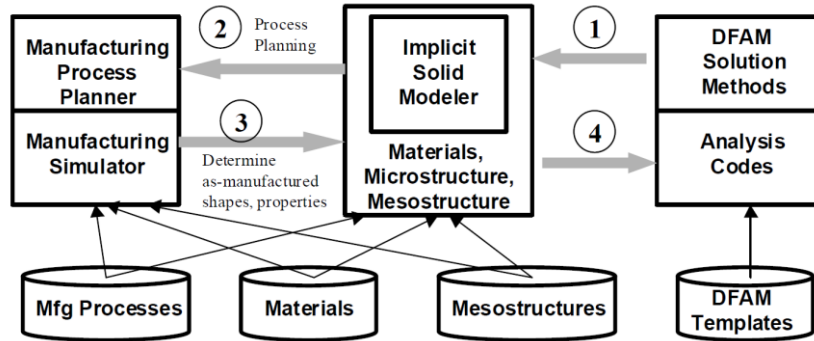 Manufacturing
Process
Planner
Manufacturing
Simulator
2
Process
Planning
3
Determine
as-manufactured
shapes, properties
Implicit
Solid
Modeler
Materials,
Microstructure,
Mesostructure
1
4
DFAM
Solution
Methods
Analysis
Codes
Mfg Processes
Materials
Mesostructures
DFAM
Templates